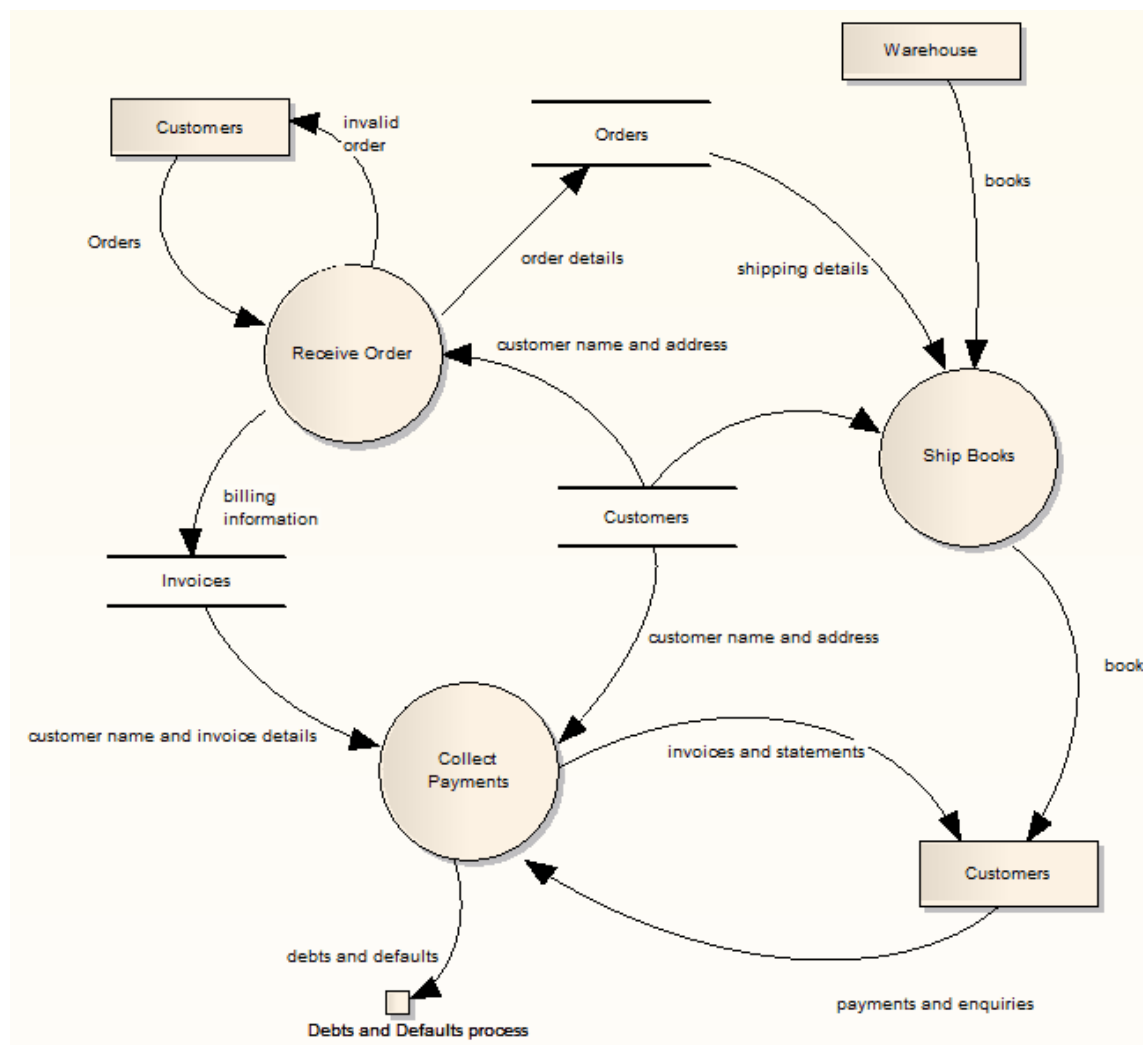 Warehouse
Customers
invalid
order
Orders
books
Orders
order details
shipping details
Receive Order
customer name and address
Ship Books
billing
information
Customers
Invoices
customer name and address
book
customer name and invoice details
Collect
Payments
invoices and statements
Customers
debts and defaults
payments and enquiries
Debts and Defaults process